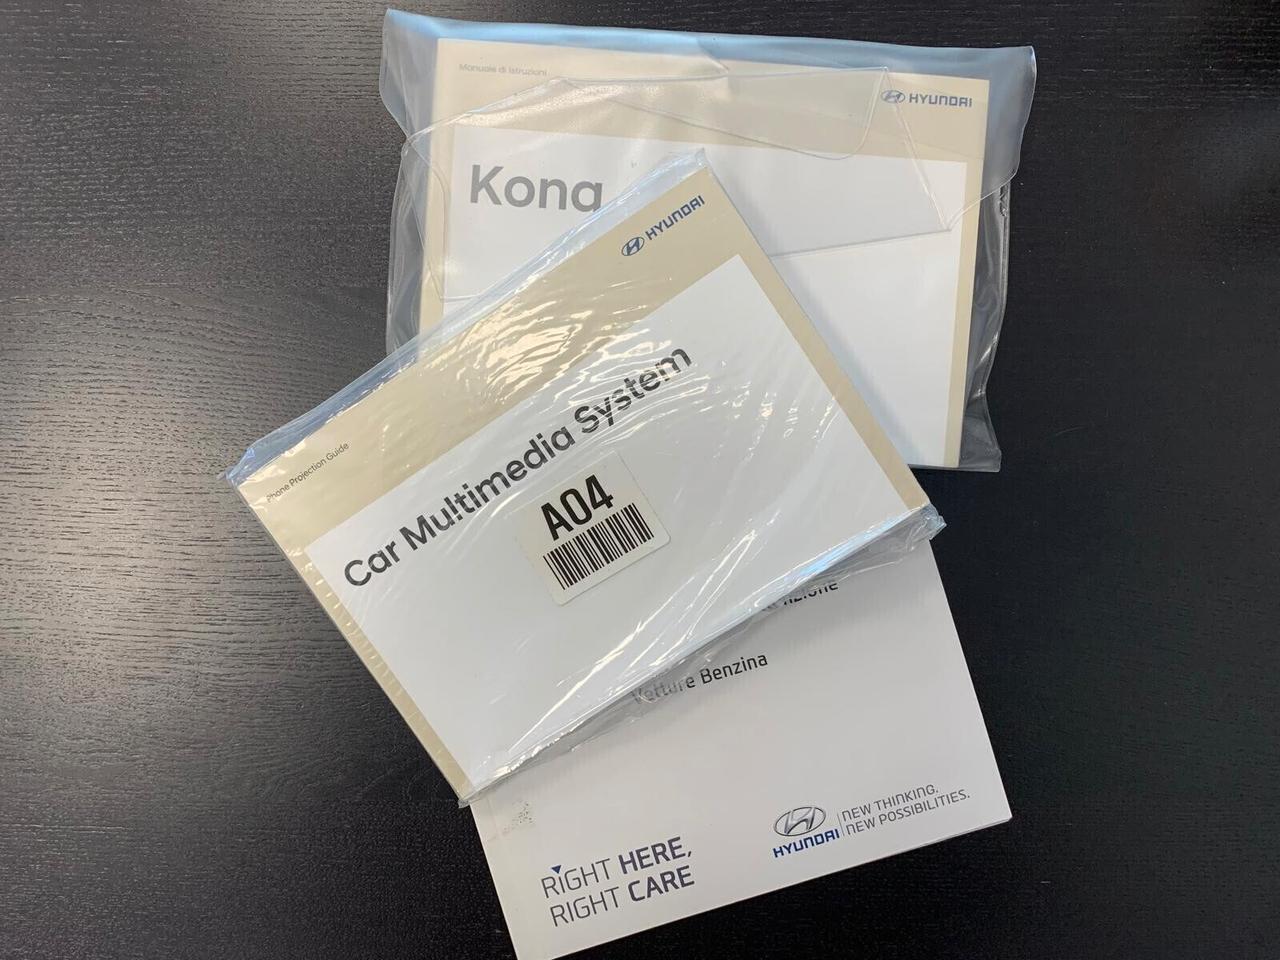 Manuale di istruzioni
HYUNDAI
Kona
HYUNDAI
Phone Projection Guide
Car Multimedia System
A04
Vetture Benzina
RIGHT HERE,
RIGHT CARE
HYUNDAI
NEW THINKING.
NEW POSSIBILITIES.